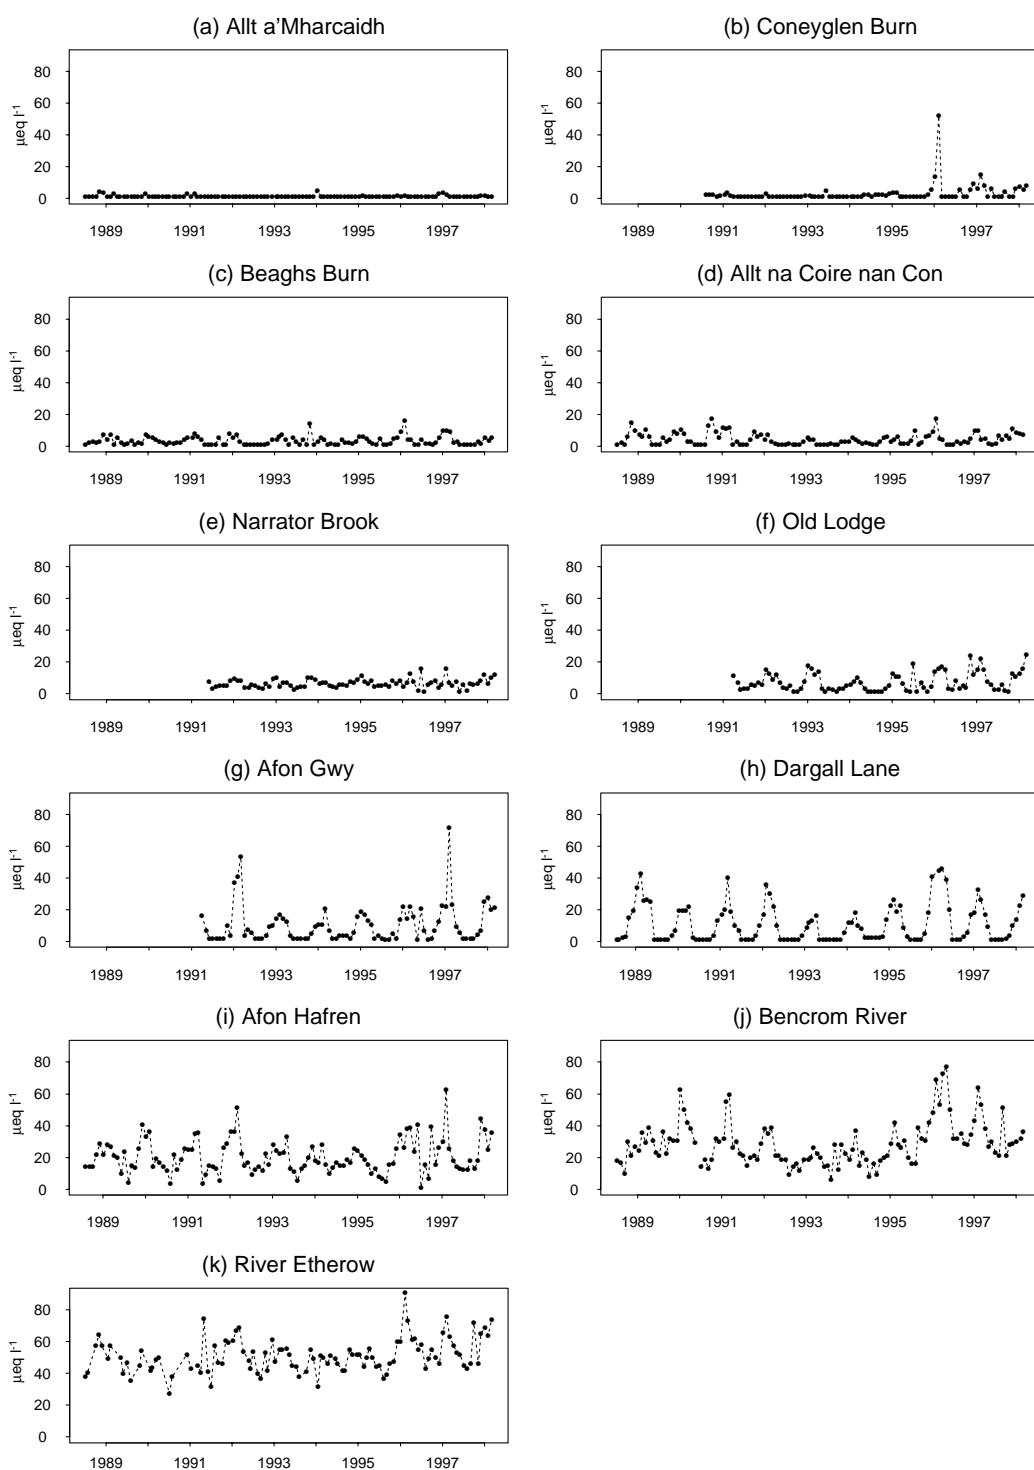 (a) Allt a'Mharcaidh
(b) Coneyglen Burn
µeq l-1
80
60
40
20
0
1989 1991 1993 1995 1997
µeq l-1
80
60
40
20
0
1989 1991 1993 1995 1997
(c) Beaghs Burn
(d) Allt na Coire nan Con
µeq l-1
80
60
40
20
0
1989 1991 1993 1995 1997
µeq l-1
80
60
40
20
0
1989 1991 1993 1995 1997
(e) Narrator Brook
(f) Old Lodge
µeq l-1
80
60
40
20
0
1989 1991 1993 1995 1997
µeq l-1
80
60
40
20
0
1989 1991 1993 1995 1997
(g) Afon Gwy
(h) Dargall Lane
µeq l-1
80
60
40
20
0
1989 1991 1993 1995 1997
µeq l-1
80
60
40
20
0
1989 1991 1993 1995 1997
(i) Afon Hafren
(j) Bencrom River
µeq l-1
80
60
40
20
0
1989 1991 1993 1995 1997
µeq l-1
80
60
40
20
0
1989 1991 1993 1995 1997
(k) River Etherow
µeq l-1
80
60
40
20
0
1989 1991 1993 1995 1997